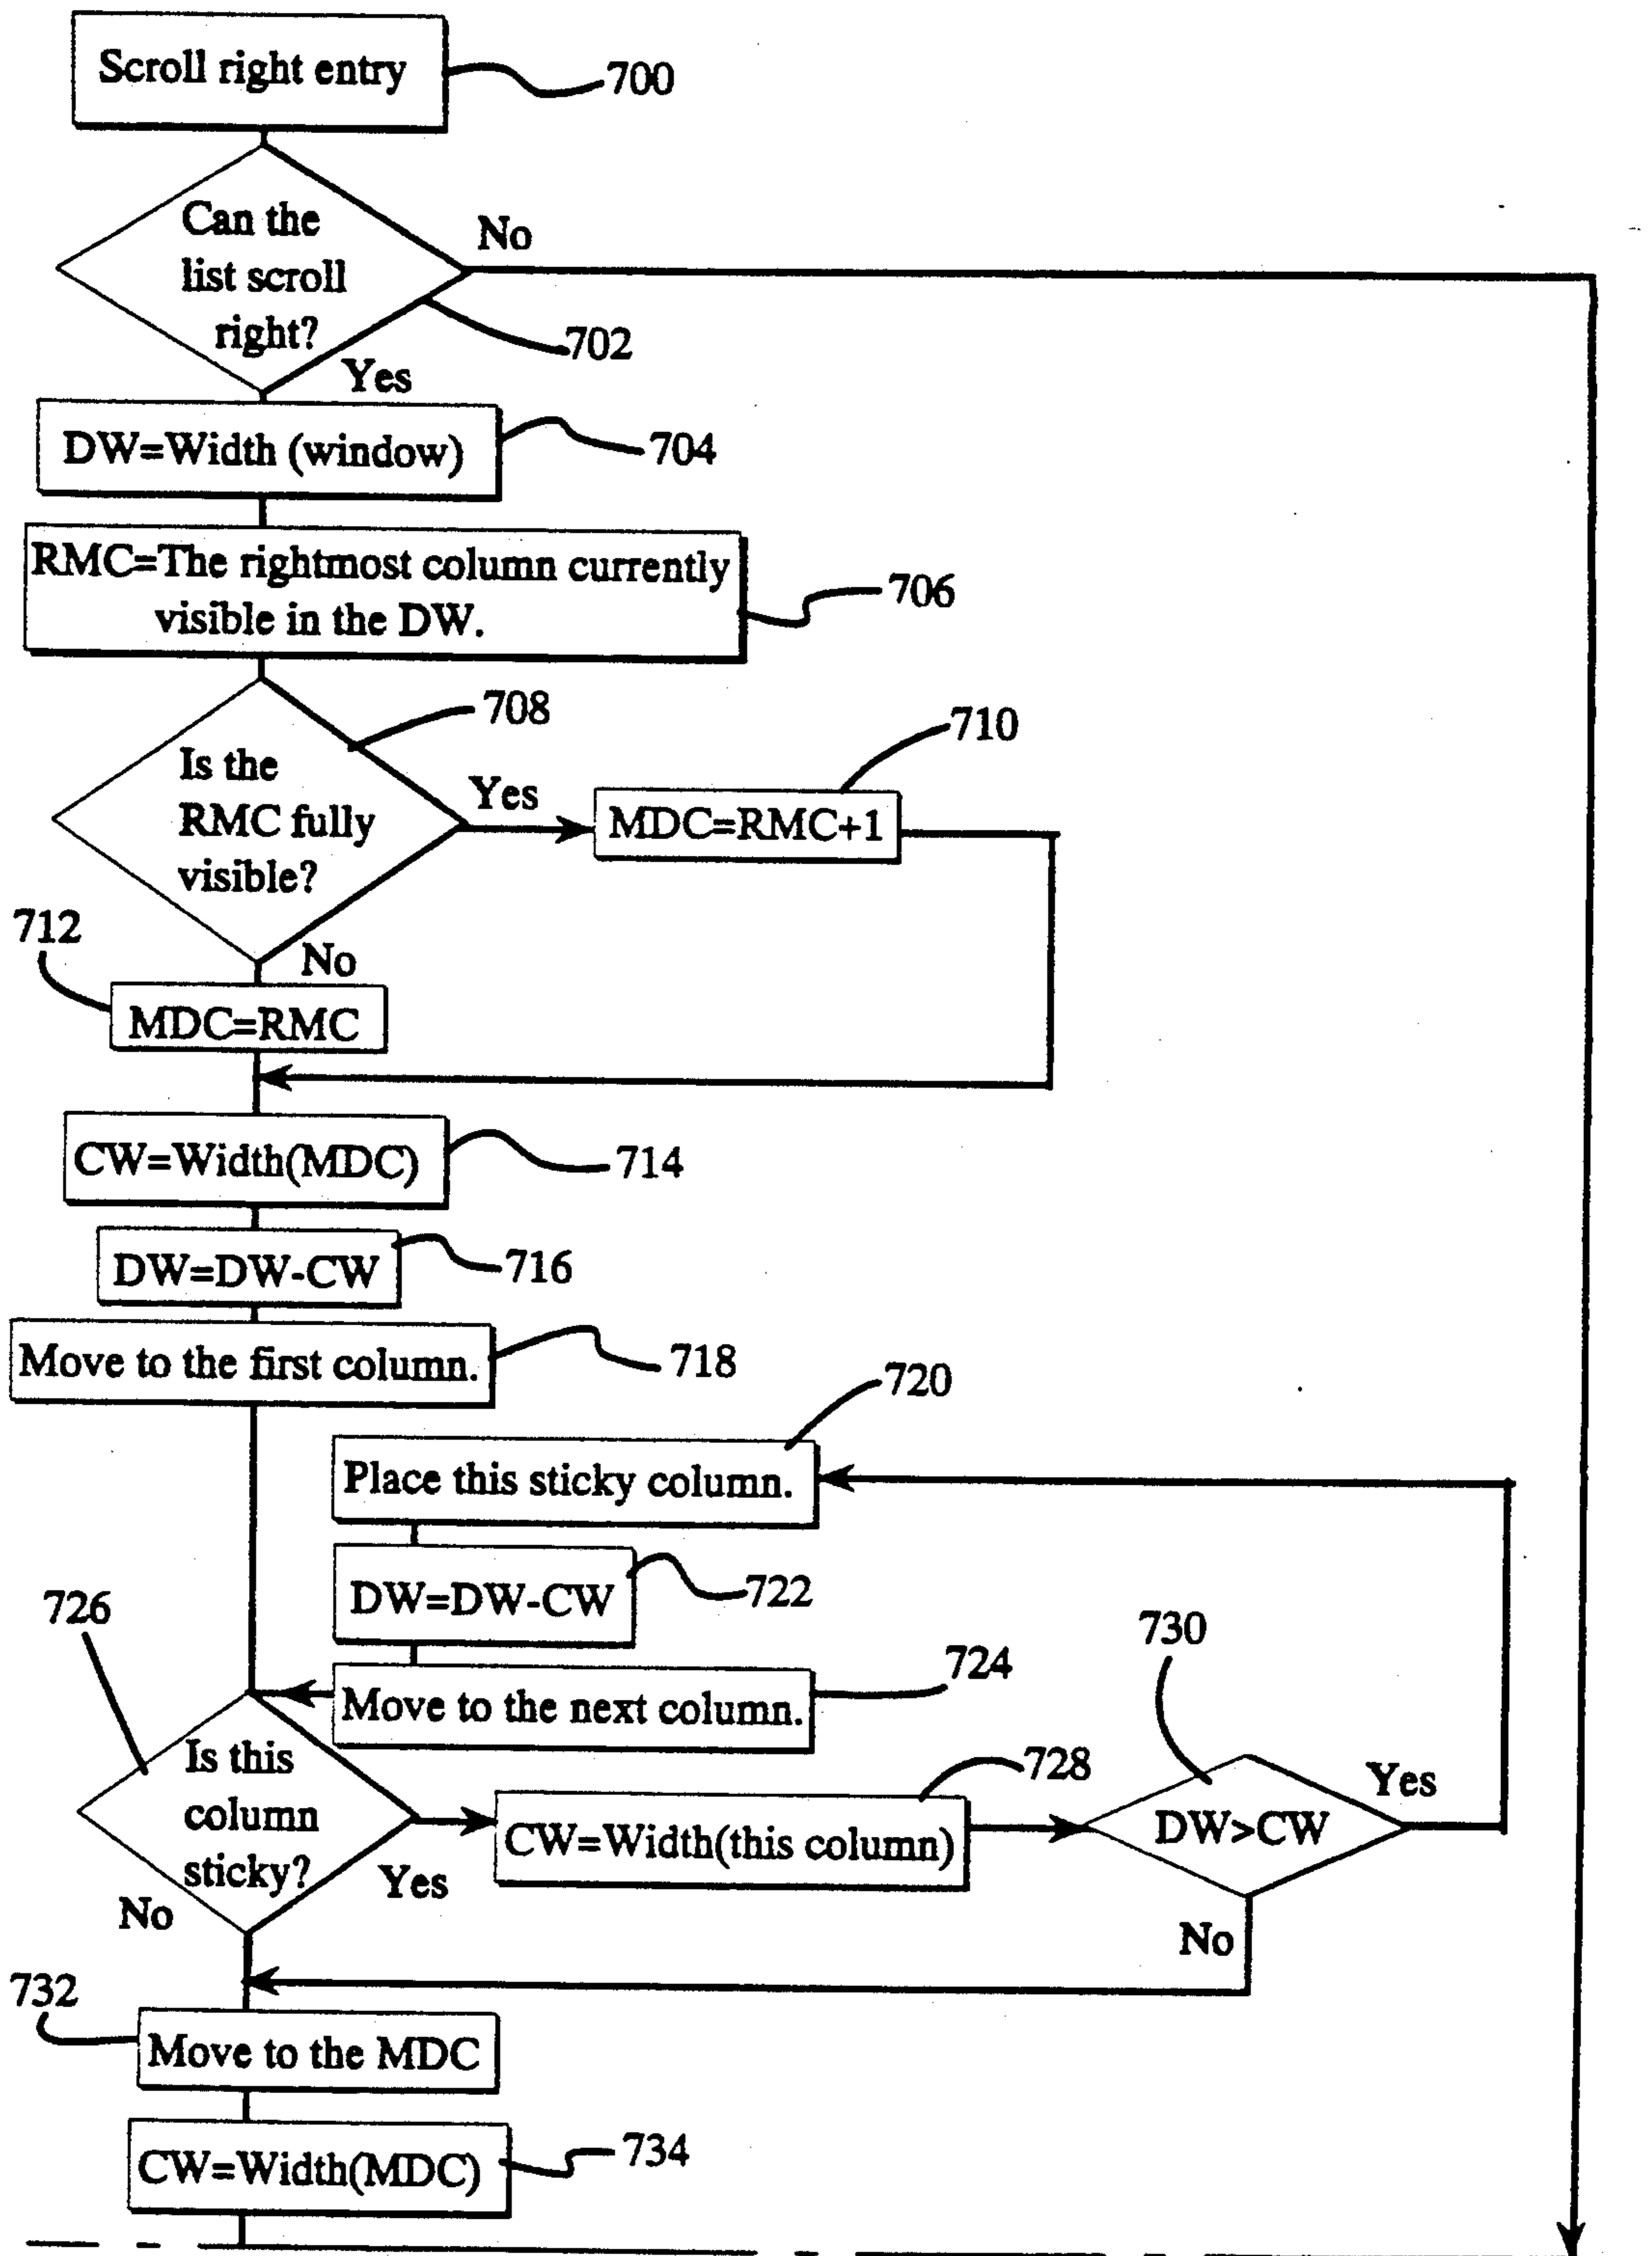 Scroll right entry
700
Can the
list scroll
right?
No
702
Yes
DW=Width (window)
704
RMC=The rightmost column currently
visible in the DW.
706
708
710
Is the
RMC fully
visible?
Yes
MDC=RMC+1
712
No
MDC=RMC
CW=Width(MDC)
714
DW=DW-CW
716
Move to the first column.
718
720
Place this sticky column.
DW=DW-CW
722
726
724
Move to the next column.
730
Is this
column
sticky?
728
Yes
CW=Width(this column)
DW>CW
Yes
No
No
732
Move to the MDC
CW=Width(MDC)
734